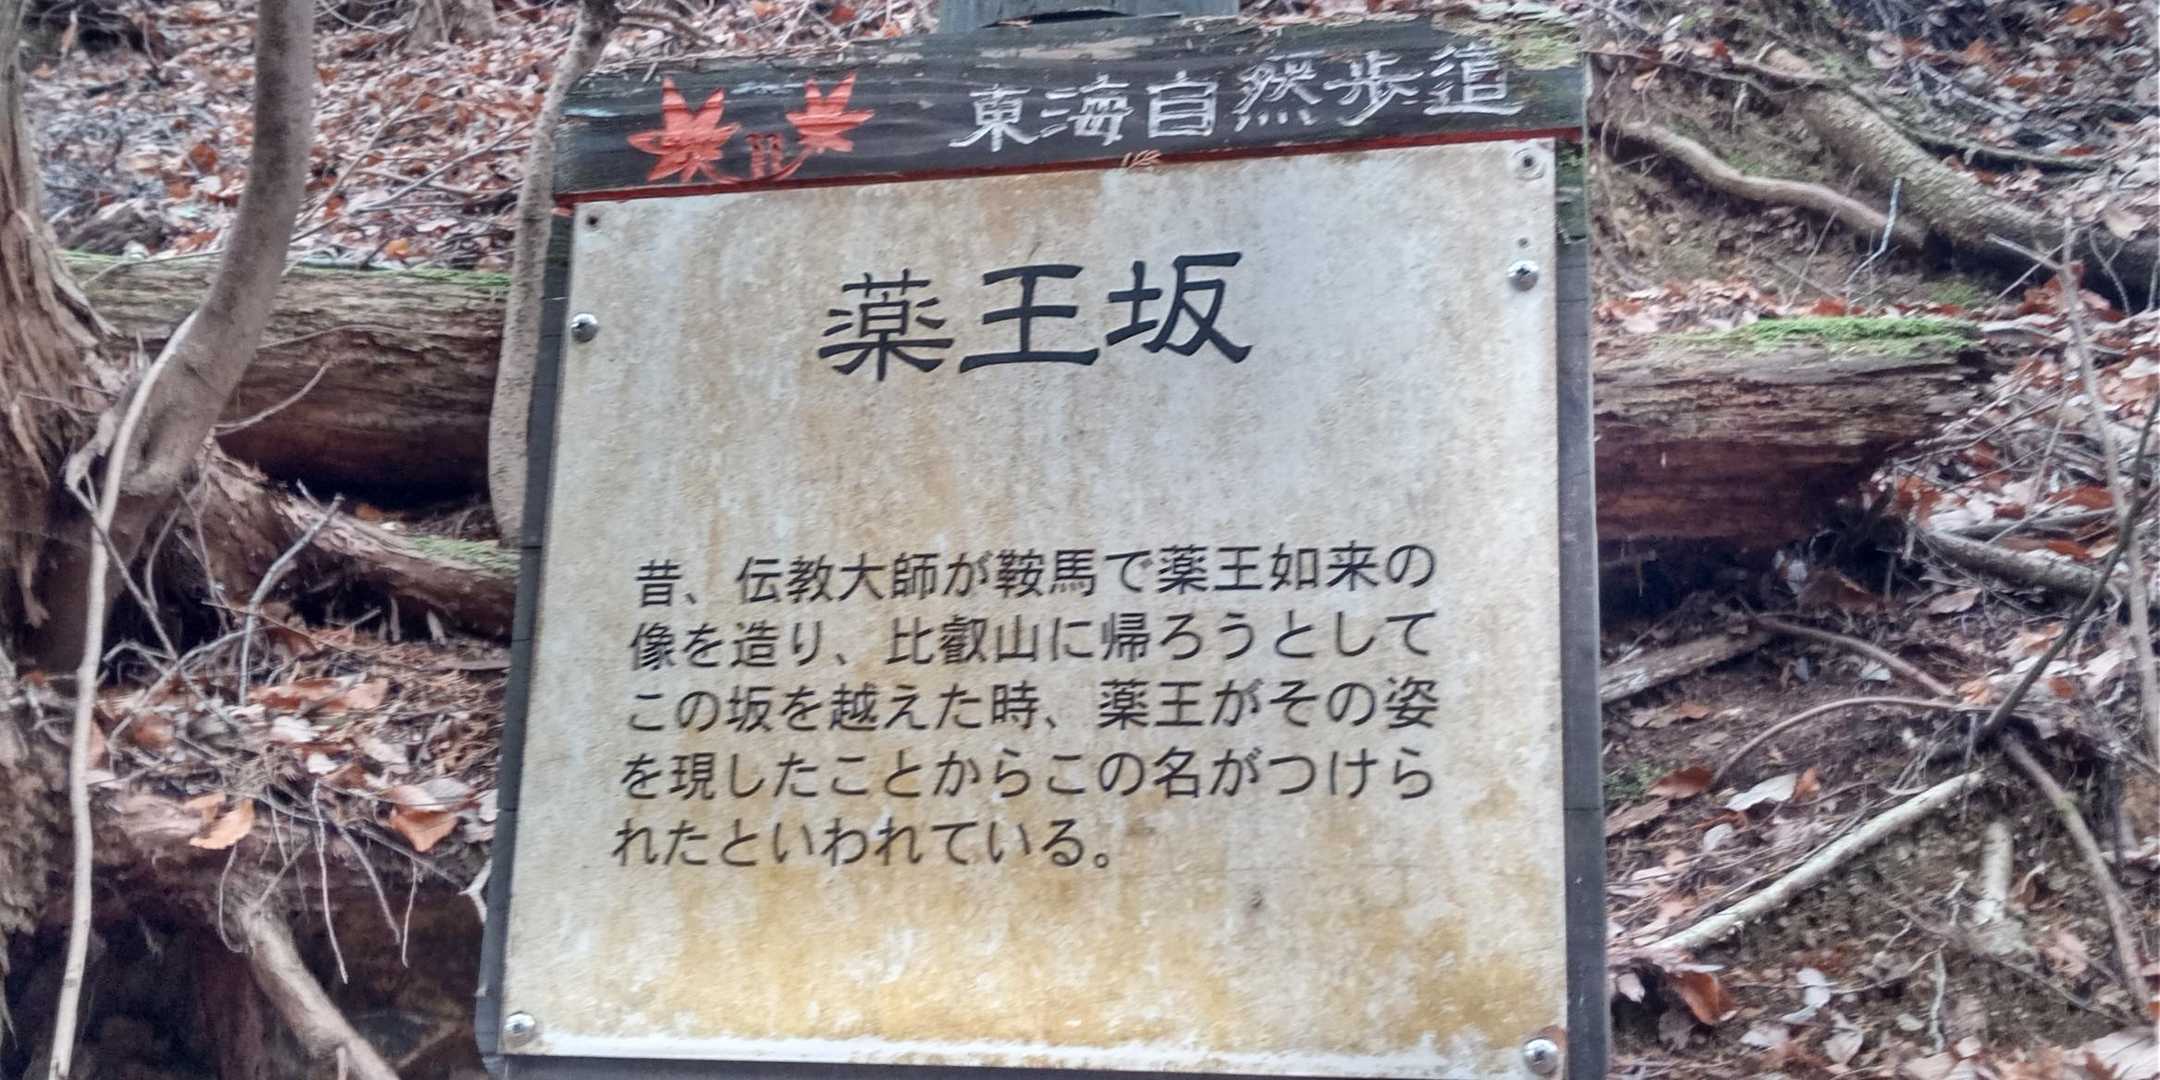 東海自然歩道
薬王坂
昔、伝教大師が鞍馬で薬王如来の
像を造り、比叡山に帰ろうとして
この坂を越えた時、薬王がその姿
を現したことからこの名がつけら
れたといわれている。